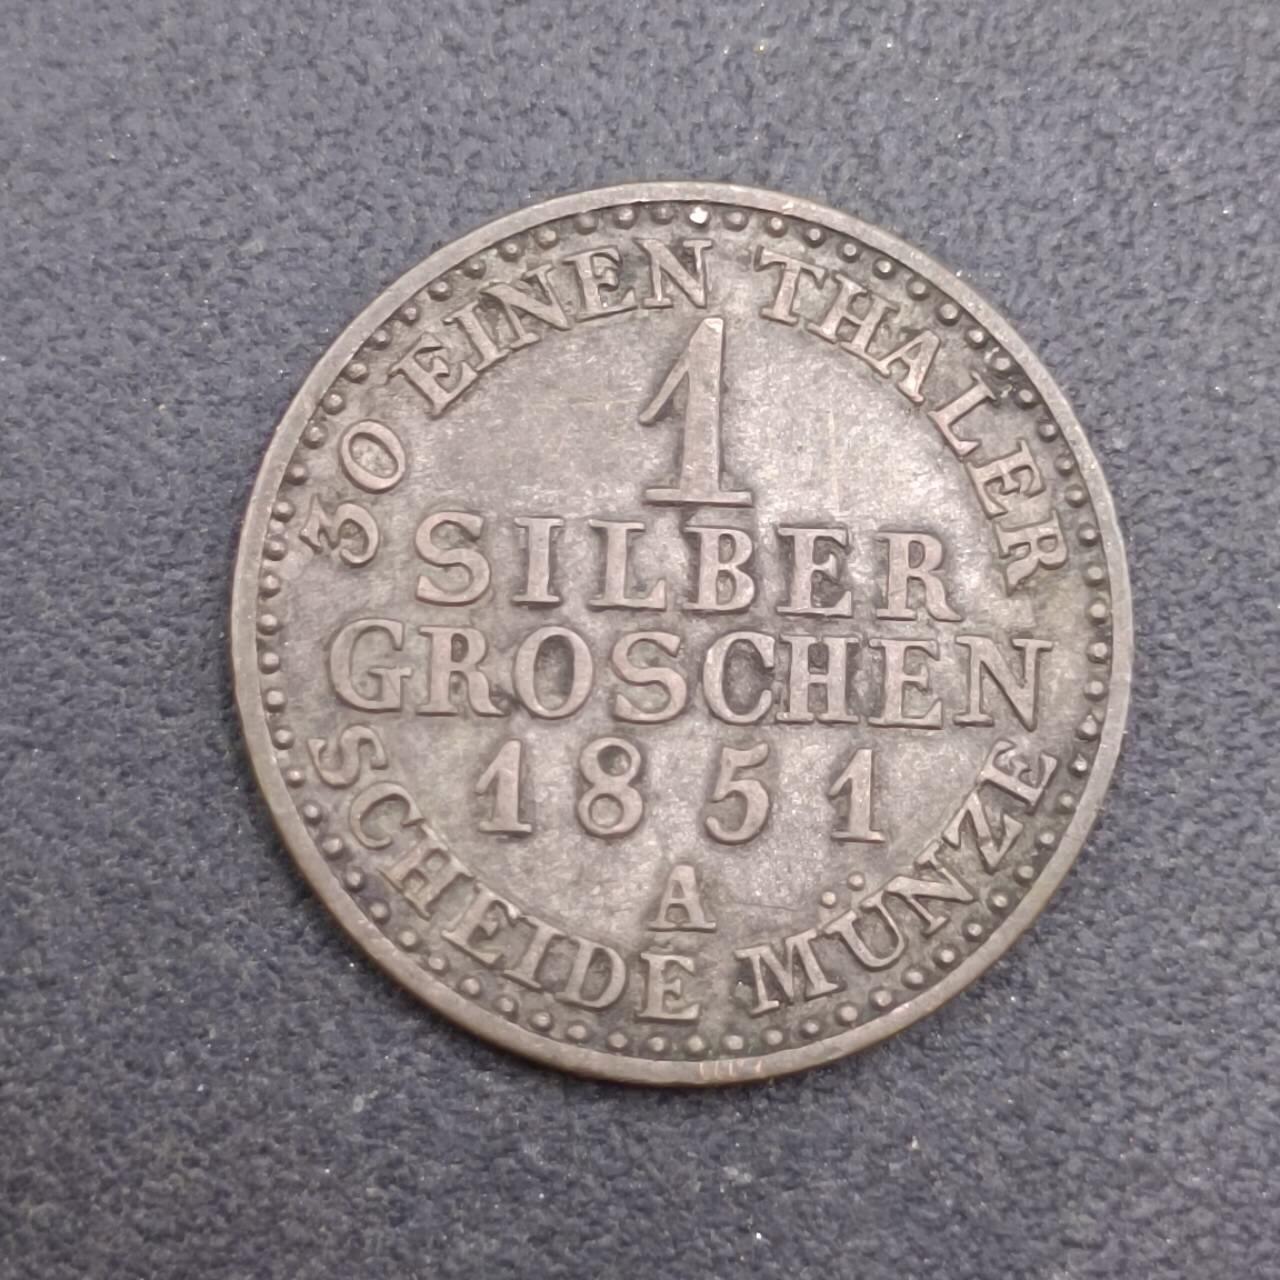 30 EINEN THALER
1
SILBER
GROSCHEN
1851
A
SCHEIDE MÜNZE